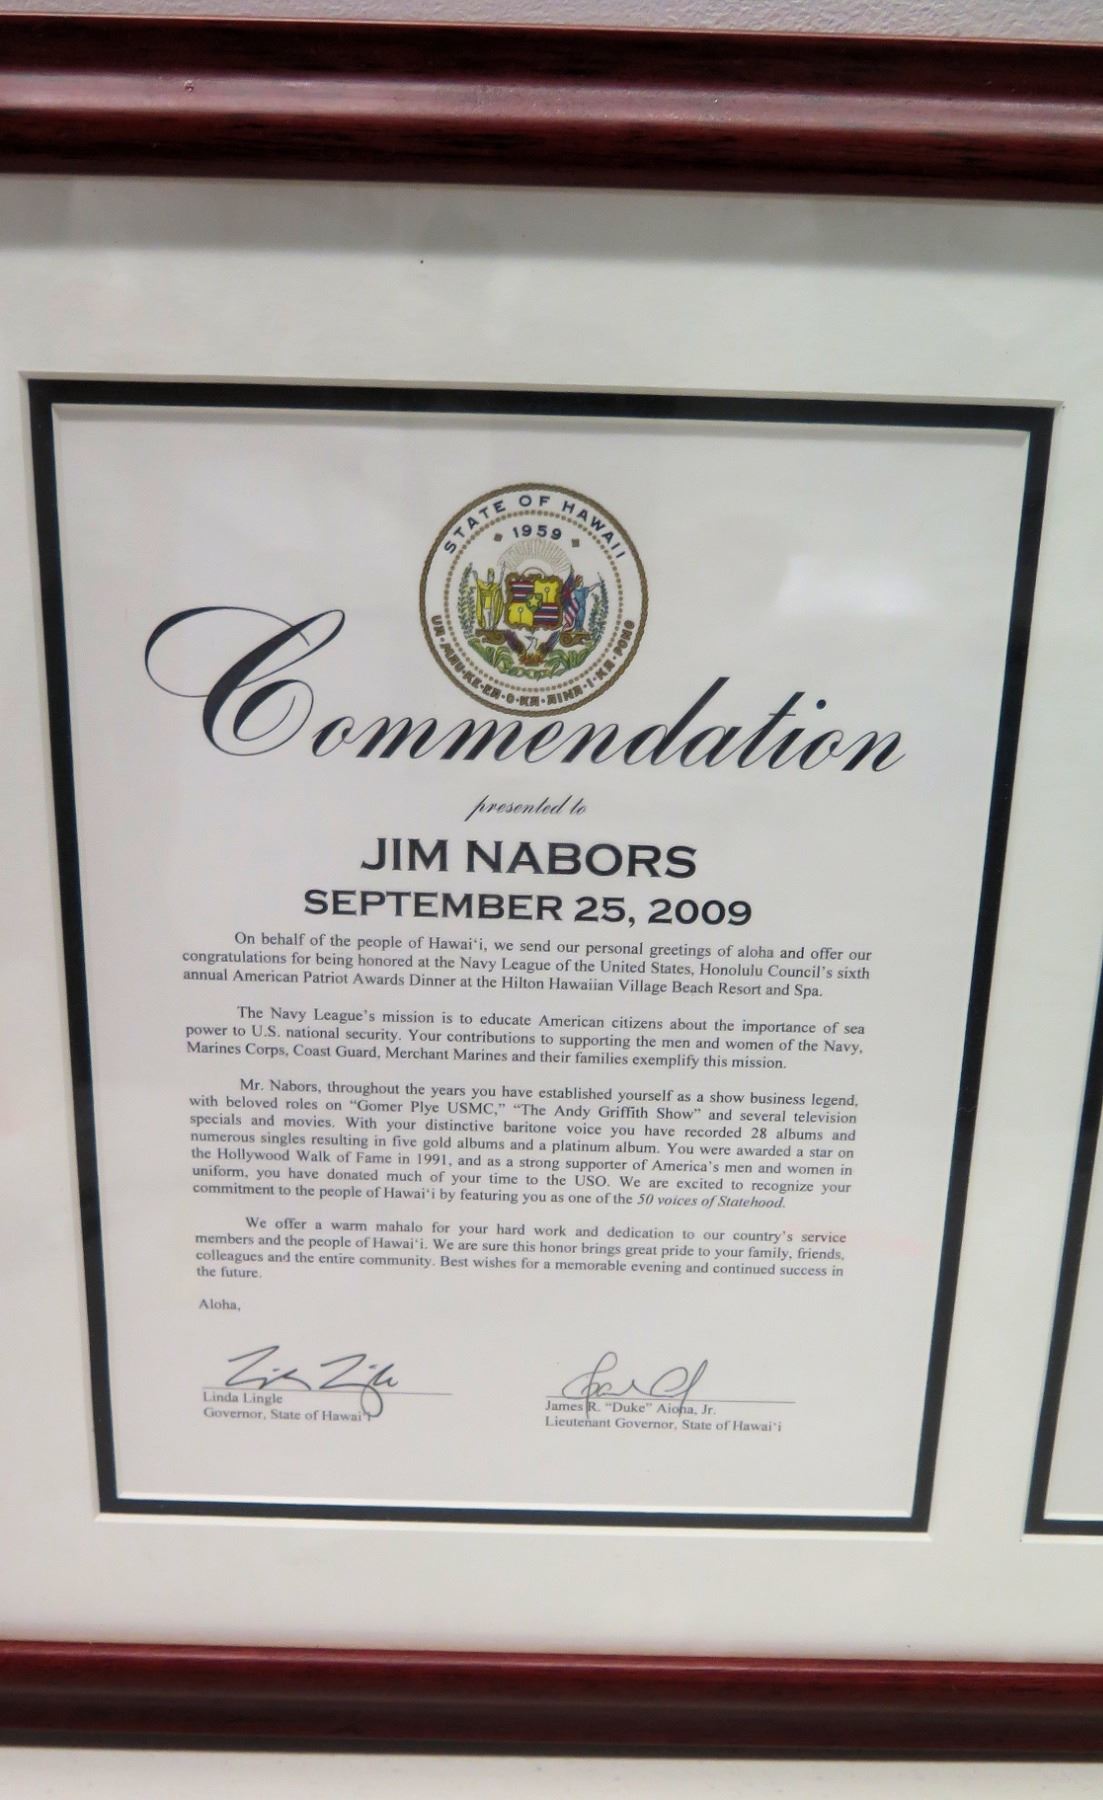 STATE OF HAWAII
1959
UA·MAU·KE·EA·O·KA·AINA·I·KA·PONO
Commendation
presented to
JIM NABORS
SEPTEMBER 25, 2009
On behalf of the people of Hawai‘i, we send our personal greetings of aloha and offer our
congratulations for being honored at the Navy League of the United States, Honolulu Council's sixth
annual American Patriot Awards Dinner at the Hilton Hawaiian Village Beach Resort and Spa.
The Navy League's mission is to educate American citizens about the importance of sea
power to U.S. national security. Your contributions to supporting the men and women of the Navy,
Marines Corps, Coast Guard, Merchant Marines and their families exemplify this mission.
Mr. Nabors, throughout the years you have established yourself as a show business legend,
with beloved roles on “Gomer Plye USMC,” “The Andy Griffith Show” and several television
specials and movies. With your distinctive baritone voice you have recorded 28 albums and
numerous singles resulting in five gold albums and a platinum album. You were awarded a star on
the Hollywood Walk of Fame in 1991, and as a strong supporter of America's men and women in
uniform, you have donated much of your time to the USO. We are excited to recognize your
commitment to the people of Hawai‘i by featuring you as one of the 50 voices of Statehood.
We offer a warm mahalo for your hard work and dedication to our country's service
members and the people of Hawai‘i. We are sure this honor brings great pride to your family, friends,
colleagues and the entire community. Best wishes for a memorable evening and continued success in
the future.
Aloha,
Linda Lingle
Governor, State of Hawai‘i
James R. “Duke” Aiona, Jr.
Lieutenant Governor, State of Hawai‘i